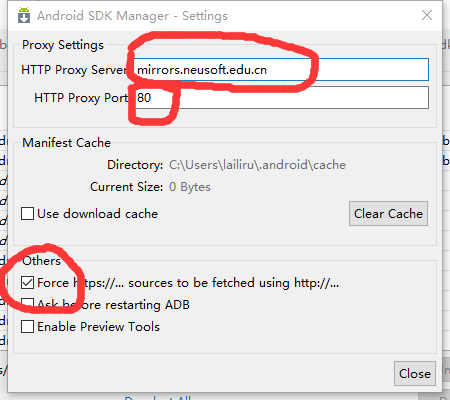 Android SDK Manager - Settings
Proxy Settings
HTTP Proxy Server mirrors.neusoft.edu.cn
HTTP Proxy Port 80
Manifest Cache
Directory: C:\Users\lailiru\.android\cache
Current Size: 0 Bytes
Use download cache Clear Cache
Others
Force https://... sources to be fetched using http://...
Ask before restarting ADB
Enable Preview Tools
Close